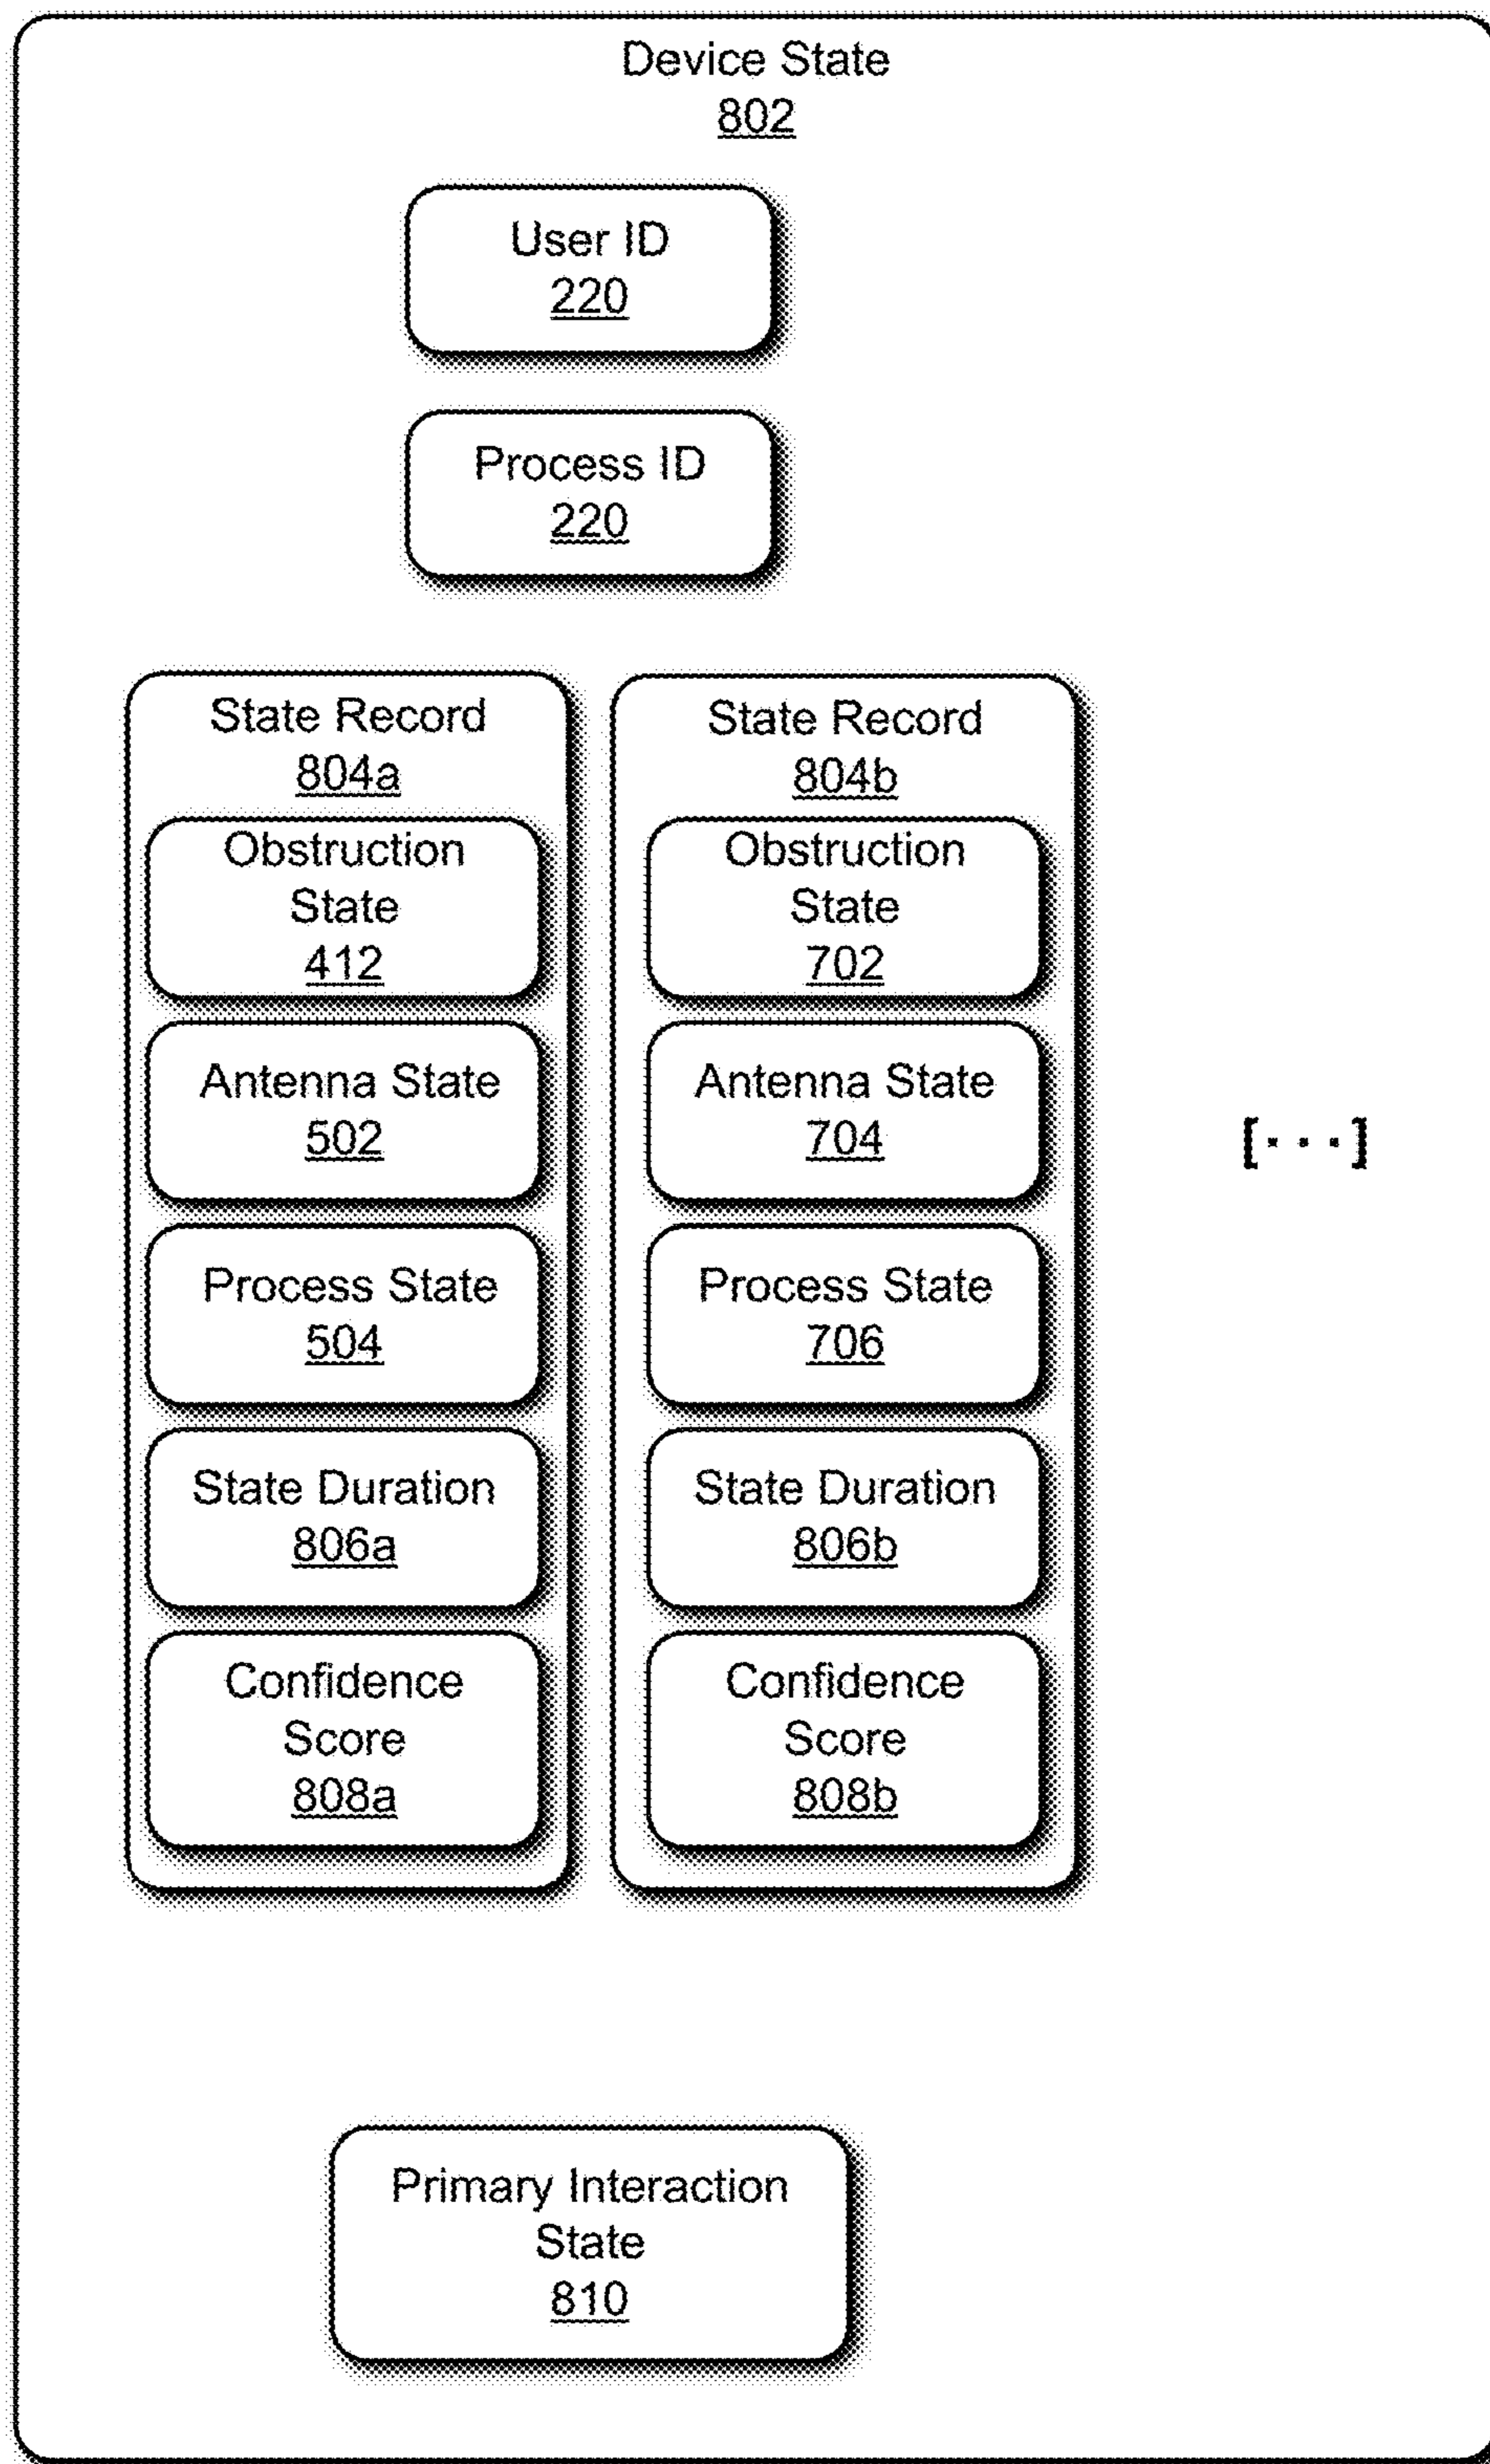 Device State
802
User ID
220
Process ID
220
State Record
804a
Obstruction
State
412
Antenna State
502
Process State
504
State Duration
806a
Confidence
Score
808a
State Record
804b
Obstruction
State
702
Antenna State
704
Process State
706
State Duration
806b
Confidence
Score
808b
[···]
Primary Interaction
State
810